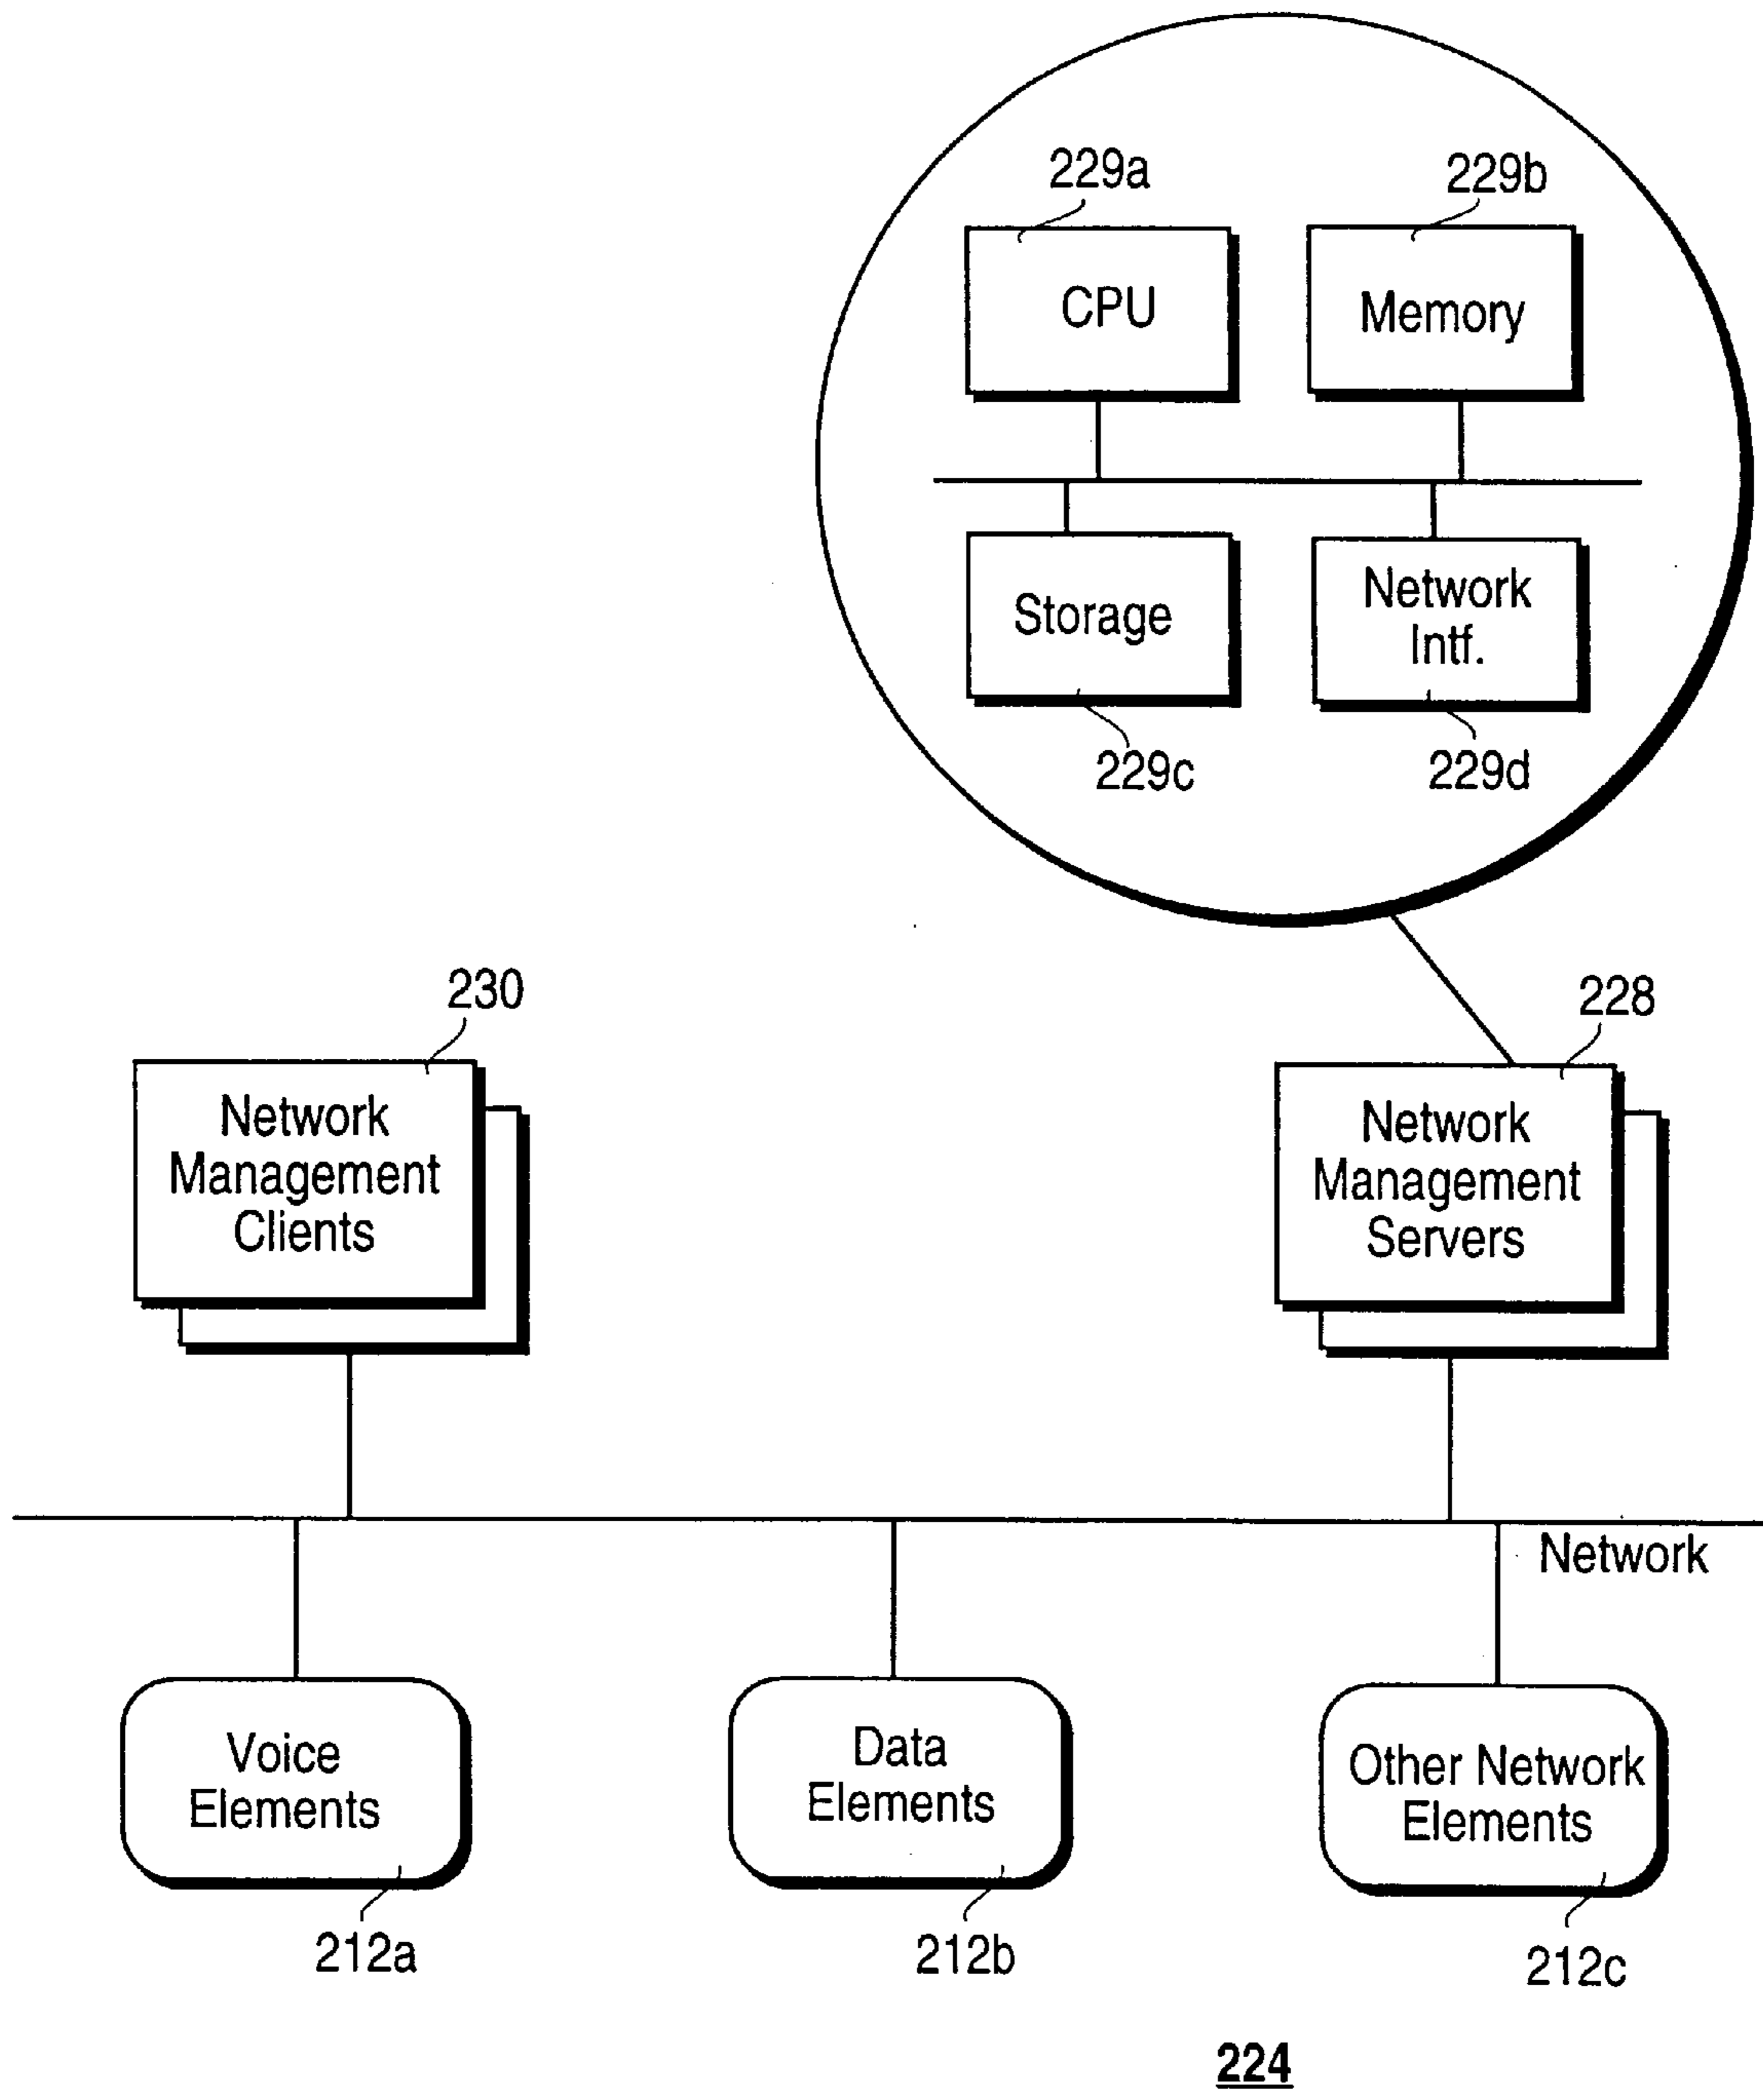 229a
229b
CPU
Memory
Storage
Network
Intf.
229c
229d
230
228
Network
Management
Clients
Network
Management
Servers
Network
Voice
Elements
Data
Elements
Other Network
Elements
212a
212b
212c
224